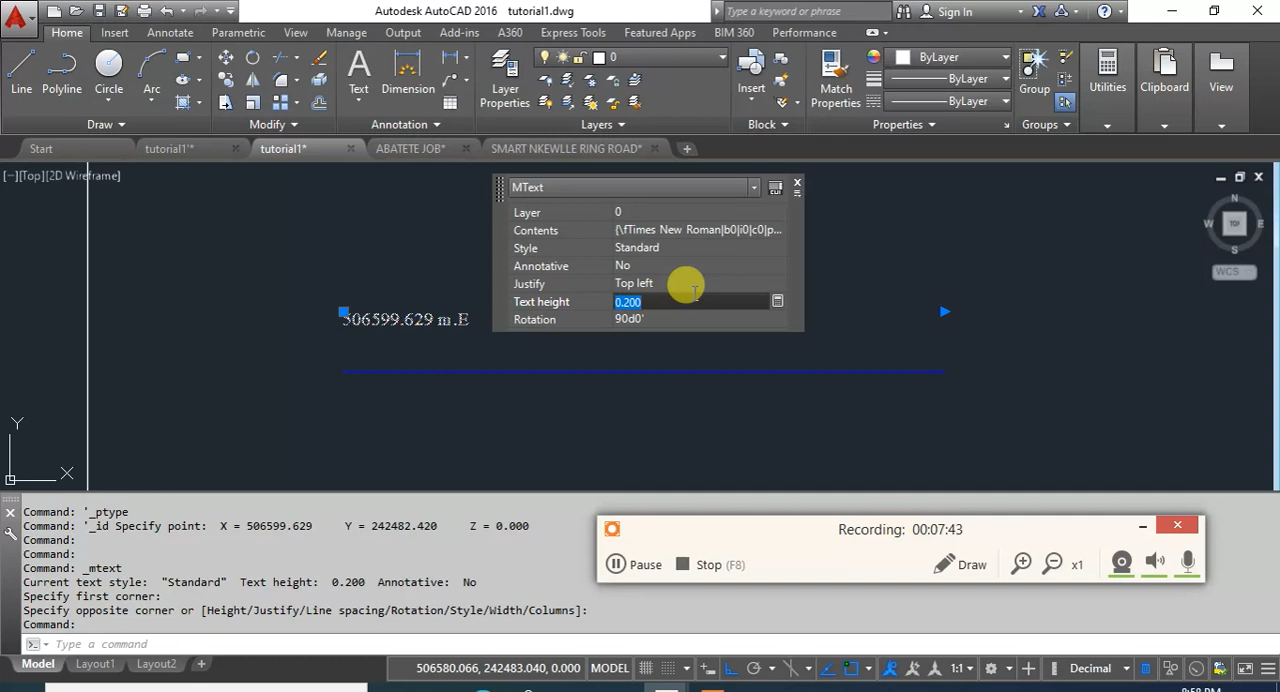 Autodesk AutoCAD 2016 tutorial1.dwg
Type a keyword or phrase
Sign In
Home Insert Annotate Parametric View Manage Output Add-ins A360 Express Tools Featured Apps BIM 360 Performance
Line Polyline Circle Arc
Text Dimension
Layer Properties
0
Insert
Match Properties
ByLayer
ByLayer
ByLayer
Group
Utilities
Clipboard
View
Draw Modify Annotation Layers Block Properties Groups
Start tutorial1'* tutorial1* ABATETE JOB* SMART NKEWLLE RING ROAD*
[−][Top][2D Wireframe]
MText
Layer 0
Contents {\fTimes New Roman|b0|i0|c0|p...
Style Standard
Annotative No
Justify Top left
Text height 0.200
Rotation 90d0'
N
W TOP E
S
WCS
506599.629 m.E
Y
X
Command: '_ptype
Command: '_id Specify point: X = 506599.629 Y = 242482.420 Z = 0.000
Command:
Command:
Command: _mtext
Current text style: "Standard" Text height: 0.200 Annotative: No
Specify first corner:
Specify opposite corner or [Height/Justify/Line spacing/Rotation/Style/Width/Columns]:
Command:
Type a command
Recording: 00:07:43
Pause Stop (F8) Draw x1
Model Layout1 Layout2
506580.066, 242483.040, 0.000 MODEL 1:1 Decimal